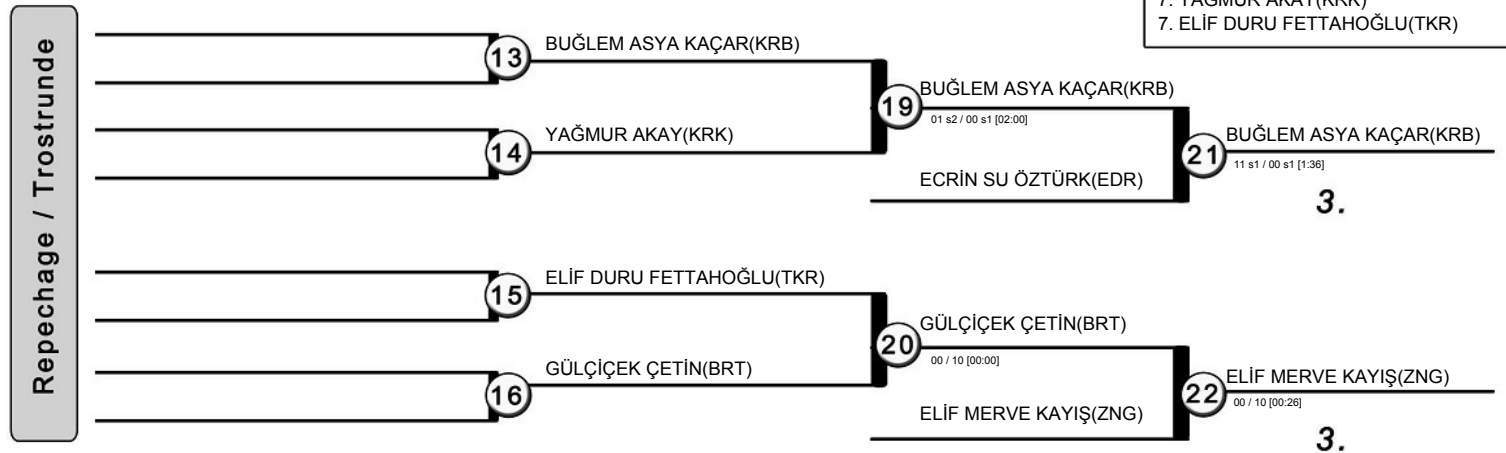 7. YAĞMUR AKAY(KRK)
7. ELİF DURU FETTAHOĞLU(TKR)
Repechage / Trostrunde
13
BUĞLEM ASYA KAÇAR(KRB)
14
YAĞMUR AKAY(KRK)
19
BUĞLEM ASYA KAÇAR(KRB)
01 s2 / 00 s1 [02:00]
ECRİN SU ÖZTÜRK(EDR)
21
BUĞLEM ASYA KAÇAR(KRB)
11 s1 / 00 s1 [1:36]
3.
15
ELİF DURU FETTAHOĞLU(TKR)
16
GÜLÇİÇEK ÇETİN(BRT)
20
GÜLÇİÇEK ÇETİN(BRT)
00 / 10 [00:00]
ELİF MERVE KAYIŞ(ZNG)
22
ELİF MERVE KAYIŞ(ZNG)
00 / 10 [00:26]
3.